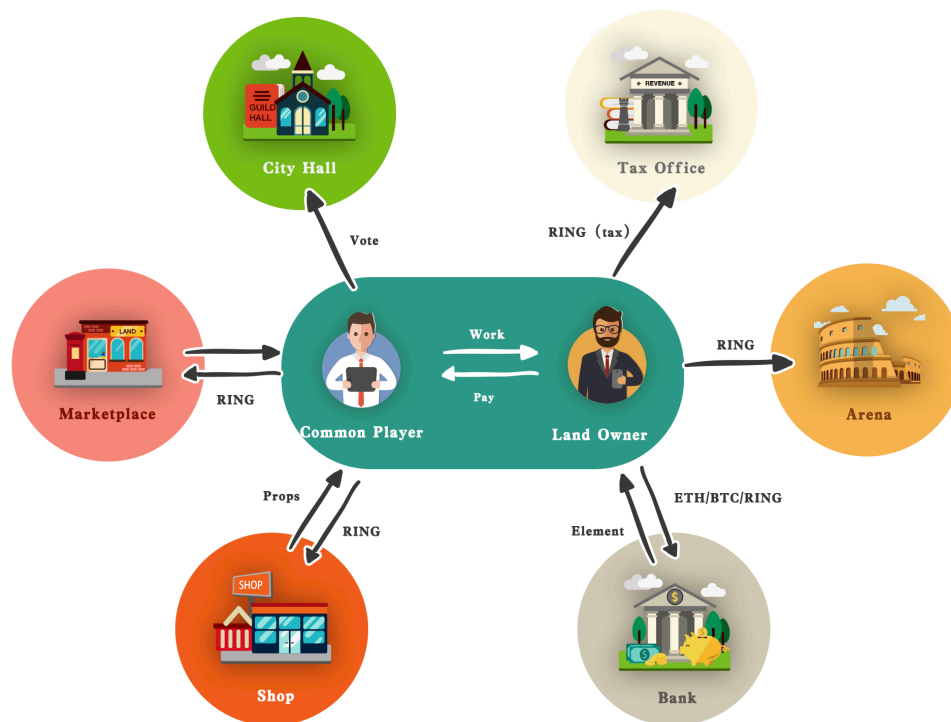 REVENUE
GUILD
HALL
City Hall
Tax Office
Vote
RING (tax)
LAND
Work
RING
RING
Pay
Marketplace
Common Player
Land Owner
Arena
Props
ETH/BTC/RING
RING
Element
SHOP
$
$
Shop
Bank